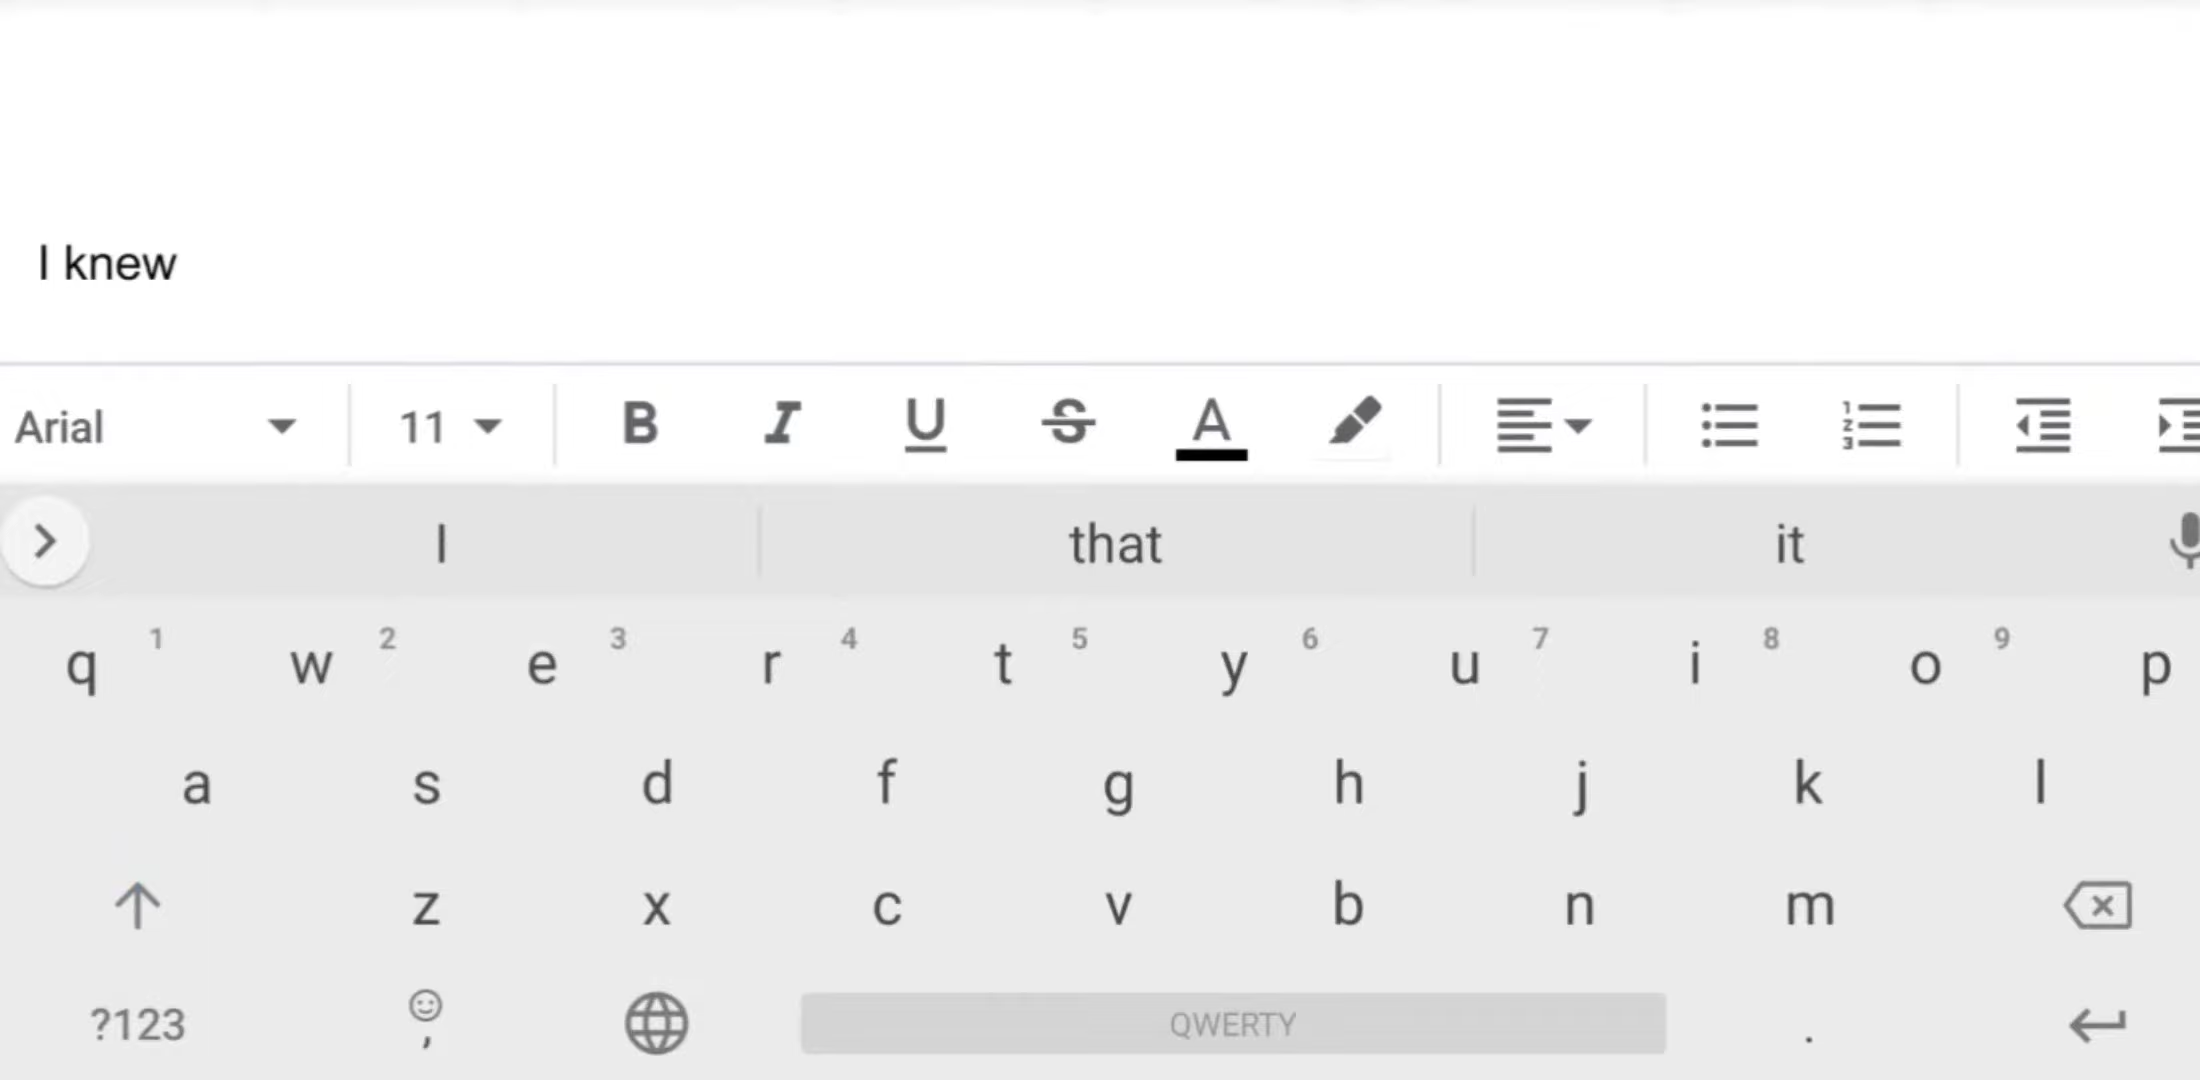 I knew
Arial 11 B I U S A
I that it
q 1 w 2 e 3 r 4 t 5 y 6 u 7 i 8 o 9 p
a s d f g h j k l
z x c v b n m
?123 , QWERTY .